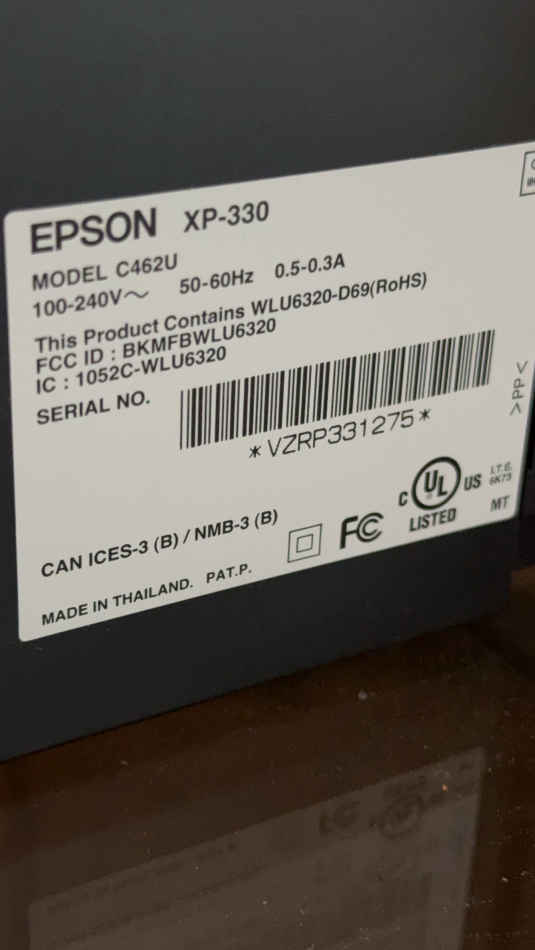 EPSON XP-330
MODEL C462U
100-240V～ 50-60Hz 0.5-0.3A
This Product Contains WLU6320-D69(RoHS)
FCC ID : BKMFBWLU6320
IC : 1052C-WLU6320
SERIAL NO.
*VZRP331275*
>PP<
CAN ICES-3 (B) / NMB-3 (B)
FC
C UL US
LISTED
I.T.E.
6K73
MT
MADE IN THAILAND. PAT.P.